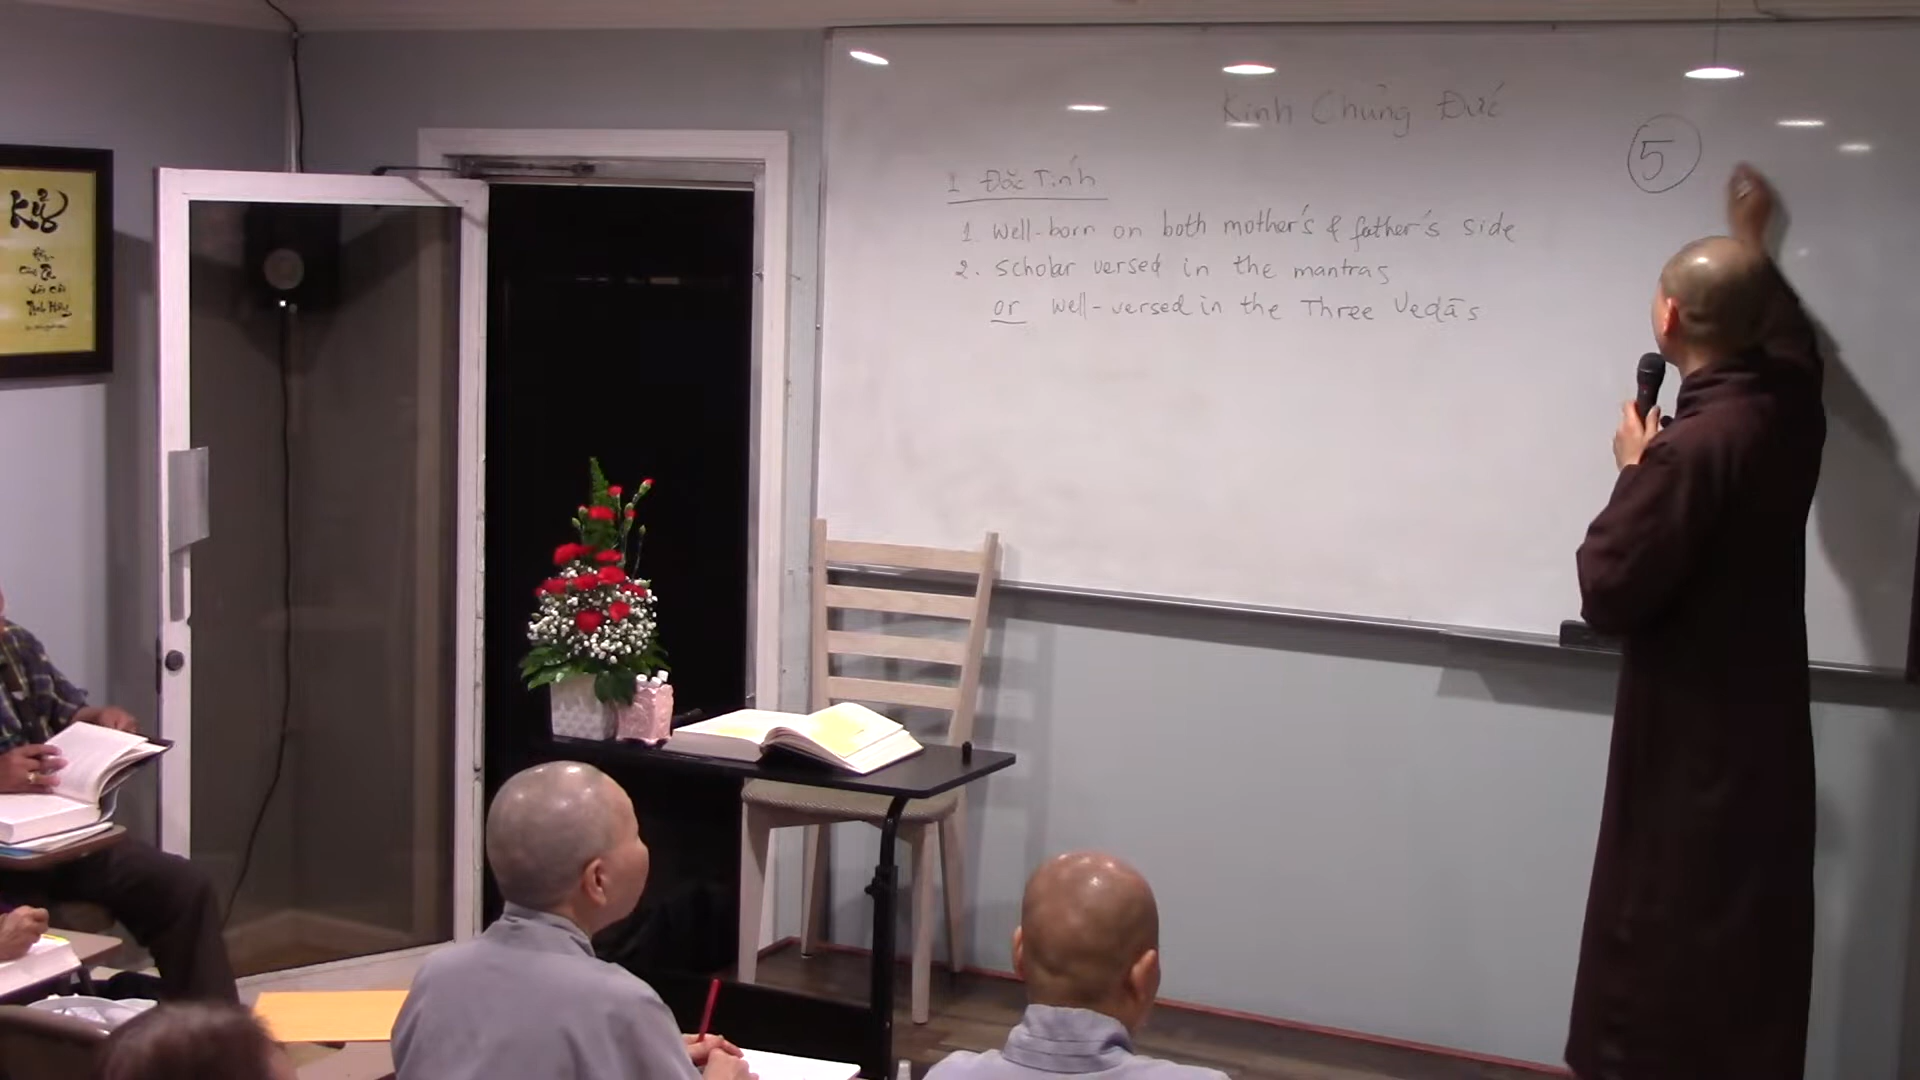 Kinh Chủng Đức
5
1 Đặc Tính
1. Well-born on both mother's & father's side
2. Scholar versed in the mantras
or well-versed in the Three Vedās